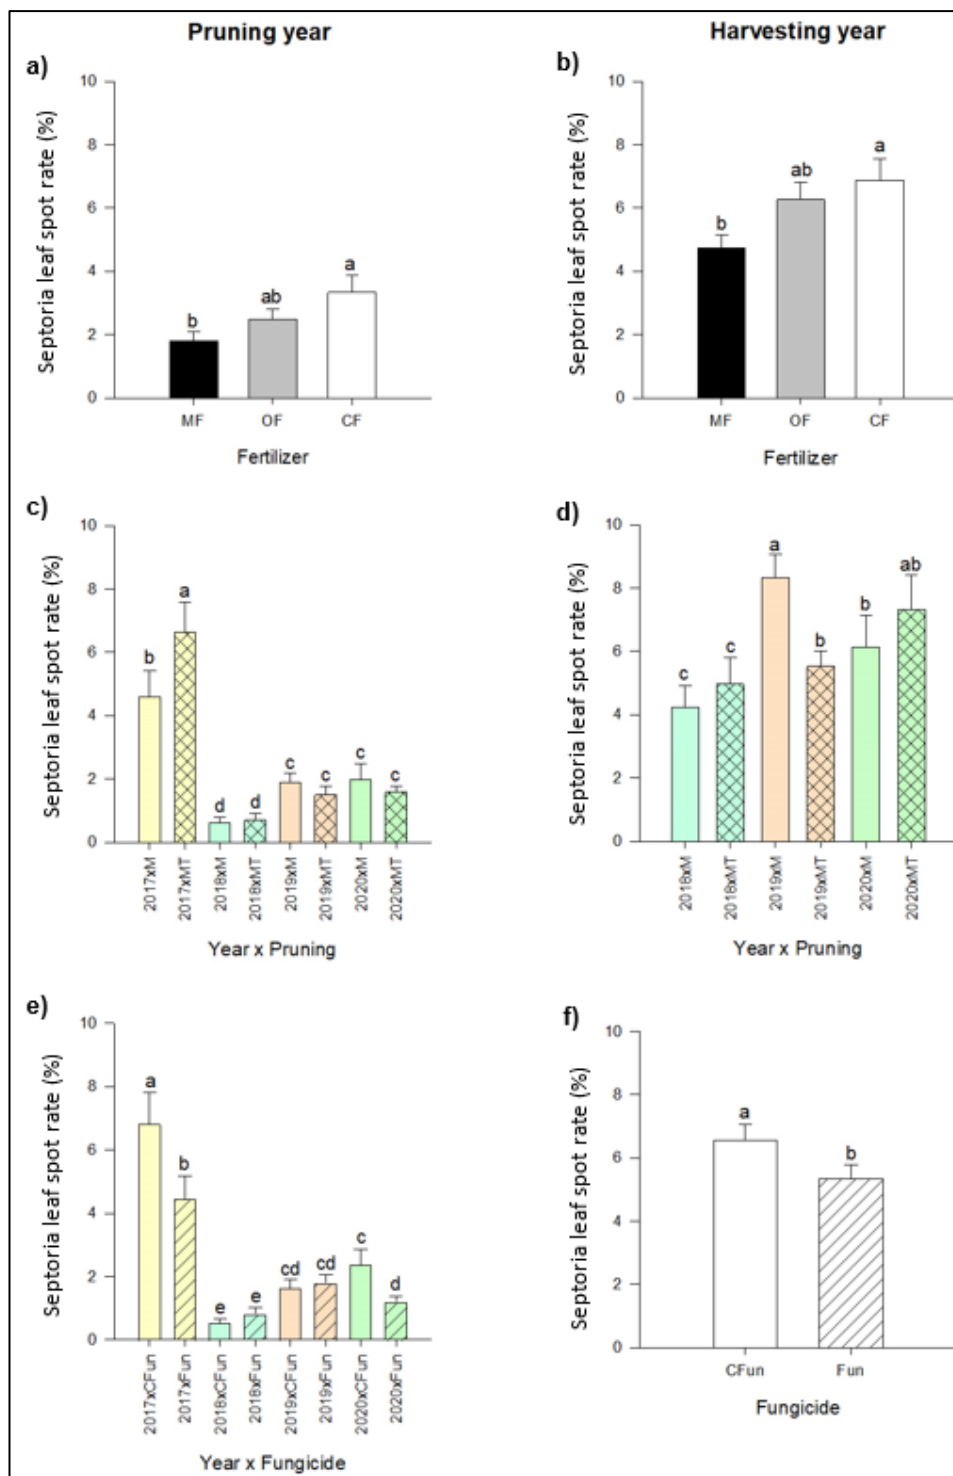 Pruning year
Harvesting year
a)
Septoria leaf spot rate (%)
10
8
6
4
2
0
b
ab
a
MF
OF
CF
Fertilizer
b)
Septoria leaf spot rate (%)
10
8
6
4
2
0
b
ab
a
MF
OF
CF
Fertilizer
c)
Septoria leaf spot rate (%)
10
8
6
4
2
0
b
a
d
d
c
c
c
c
2017xM
2017xMT
2018xM
2018xMT
2019xM
2019xMT
2020xM
2020xMT
Year x Pruning
d)
Septoria leaf spot rate (%)
10
8
6
4
2
0
c
c
a
b
b
ab
2018xM
2018xMT
2019xM
2019xMT
2020xM
2020xMT
Year x Pruning
e)
Septoria leaf spot rate (%)
10
8
6
4
2
0
a
b
e
e
cd
cd
c
d
2017xCFun
2017xFun
2018xCFun
2018xFun
2019xCFun
2019xFun
2020xCFun
2020xFun
Year x Fungicide
f)
Septoria leaf spot rate (%)
10
8
6
4
2
0
a
b
CFun
Fun
Fungicide